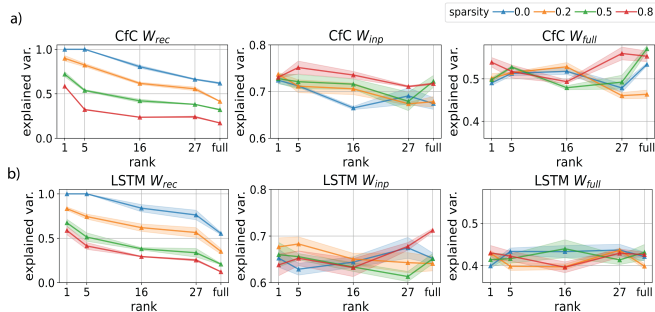 sparsity 0.0 0.2 0.5 0.8
a)
CfC W_rec CfC W_inp CfC W_full
explained var. explained var. explained var.
1.0 0.8
0.5 0.7 0.5
0.4
0.0 0.6
1 5 16 27 full 1 5 16 27 full 1 5 16 27 full
rank rank rank
b)
LSTM W_rec LSTM W_inp LSTM W_full
explained var. explained var. explained var.
1.0 0.8
0.5 0.7 0.5
0.4
0.0 0.6
1 5 16 27 full 1 5 16 27 full 1 5 16 27 full
rank rank rank